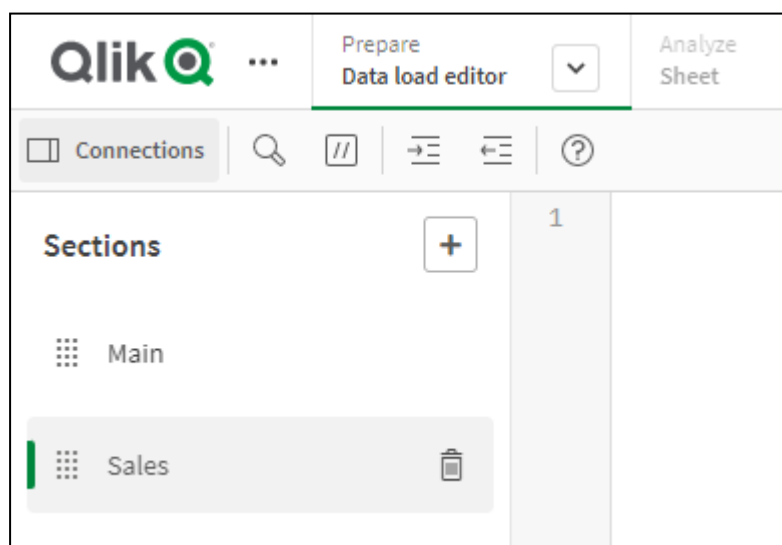 Qlik
Prepare
Data load editor
Analyze
Sheet
Connections
//
Sections
+
1
Main
Sales